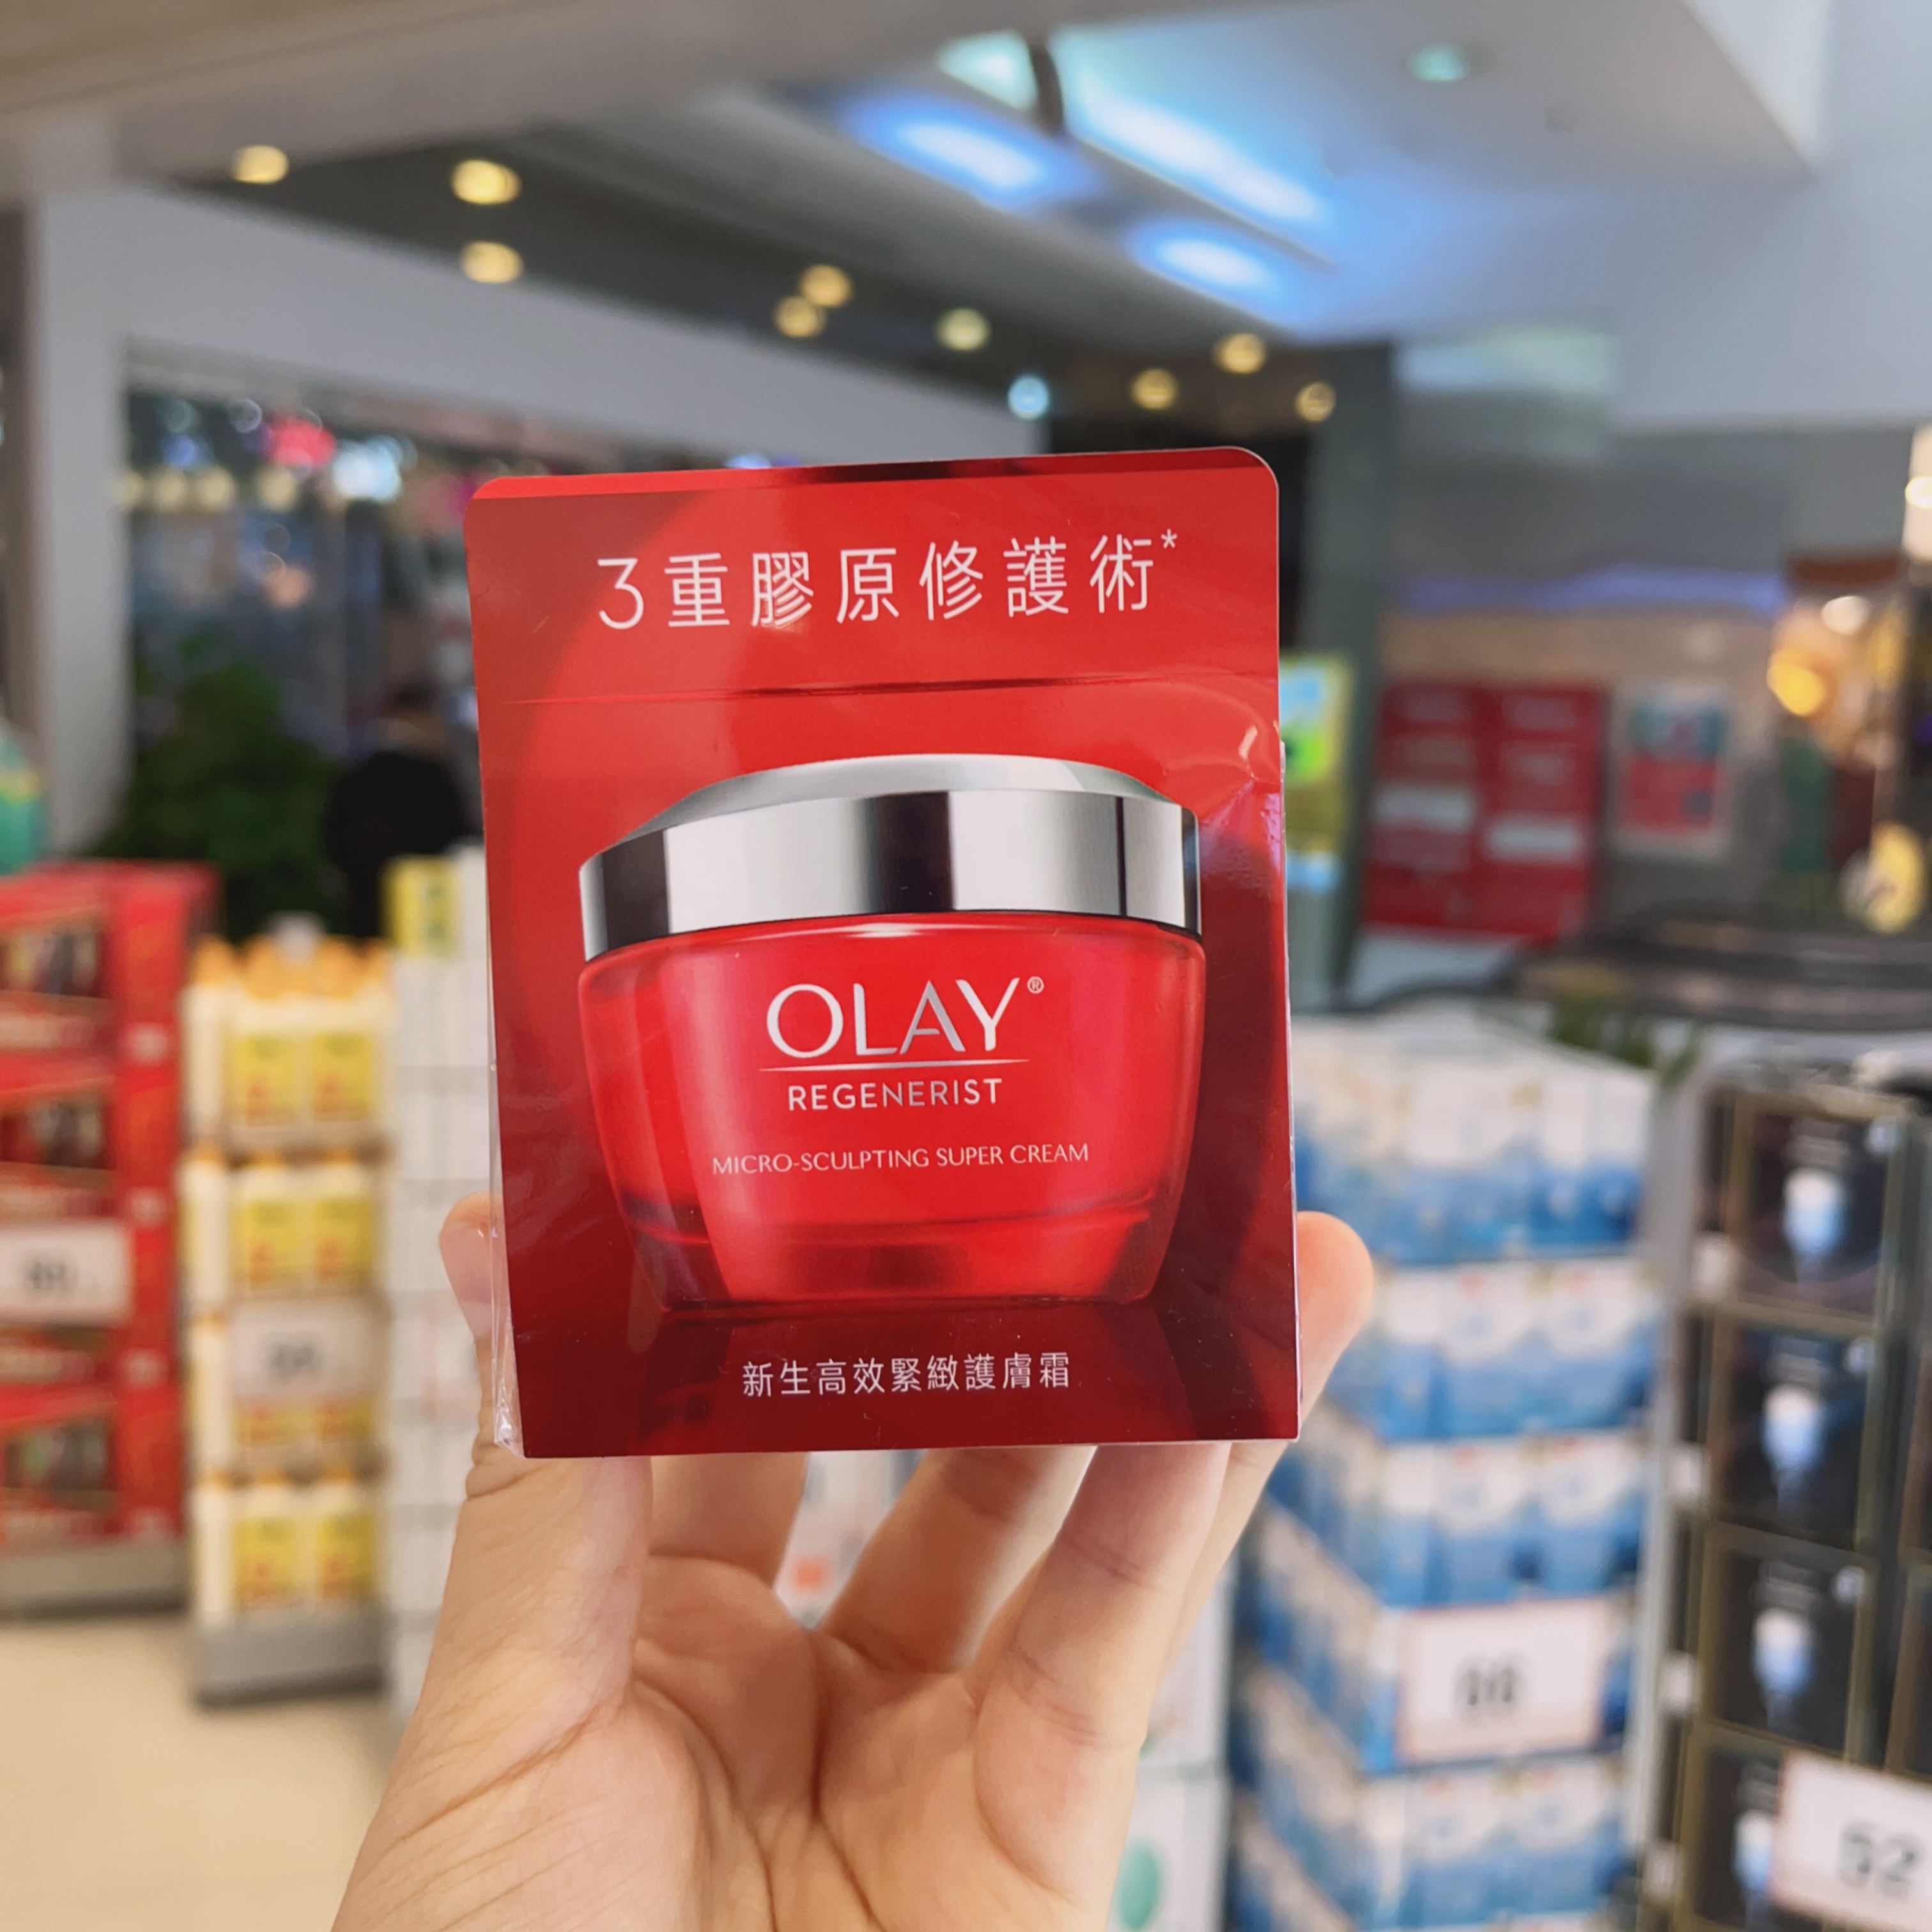 3重膠原修護術*
OLAY®
REGENERIST
MICRO-SCULPTING SUPER CREAM
新生高效緊緻護膚霜
52